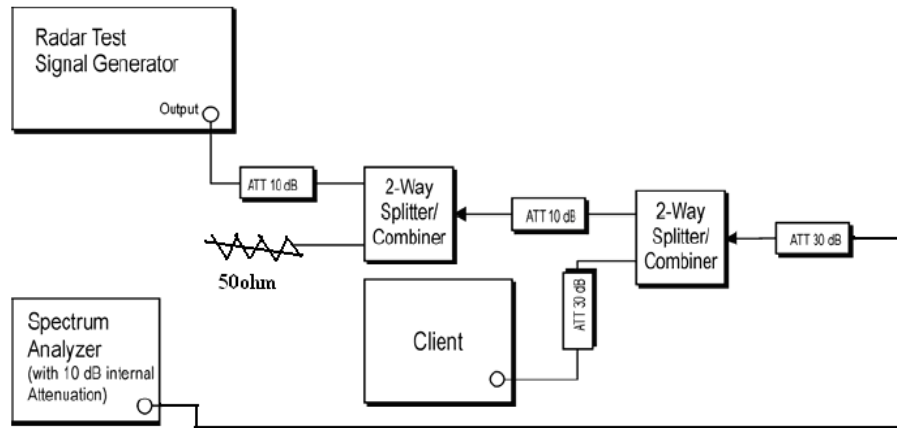 Radar Test
Signal Generator
Output
ATT 10 dB
2-Way
Splitter/
Combiner
ATT 10 dB
2-Way
Splitter/
Combiner
ATT 30 dB
50ohm
ATT 30 dB
Client
Spectrum
Analyzer
(with 10 dB internal
Attenuation)